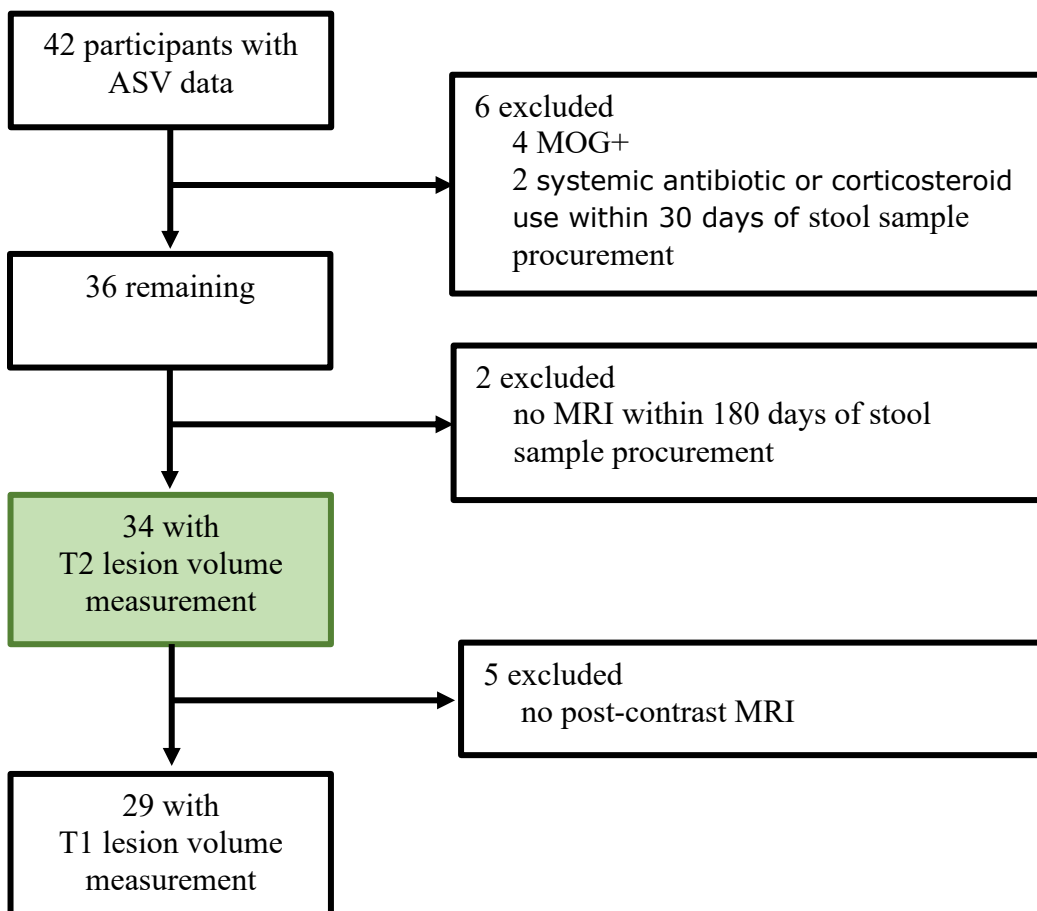 42 participants with
ASV data
6 excluded
4 MOG+
2 systemic antibiotic or corticosteroid
use within 30 days of stool sample
procurement
36 remaining
2 excluded
no MRI within 180 days of stool
sample procurement
34 with
T2 lesion volume
measurement
5 excluded
no post-contrast MRI
29 with
T1 lesion volume
measurement